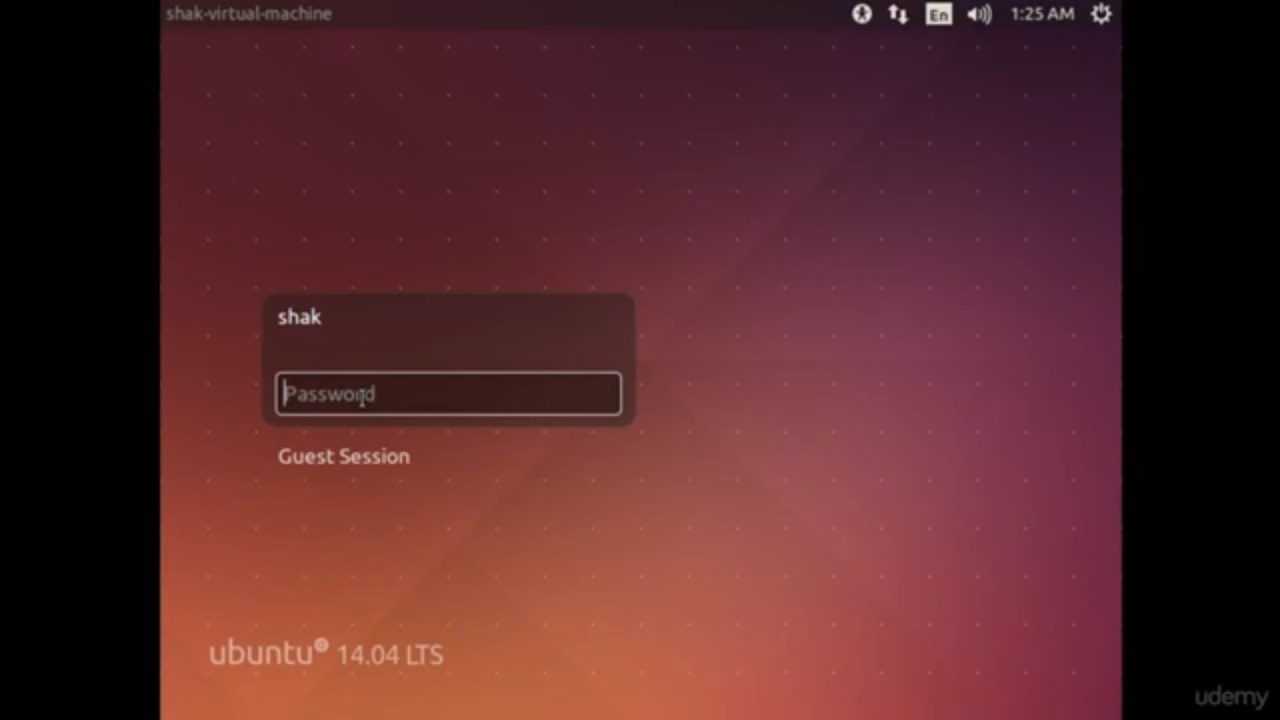 shak-virtual-machine
En
1:25 AM
shak
Password
Guest Session
ubuntu 14.04 LTS
udemy